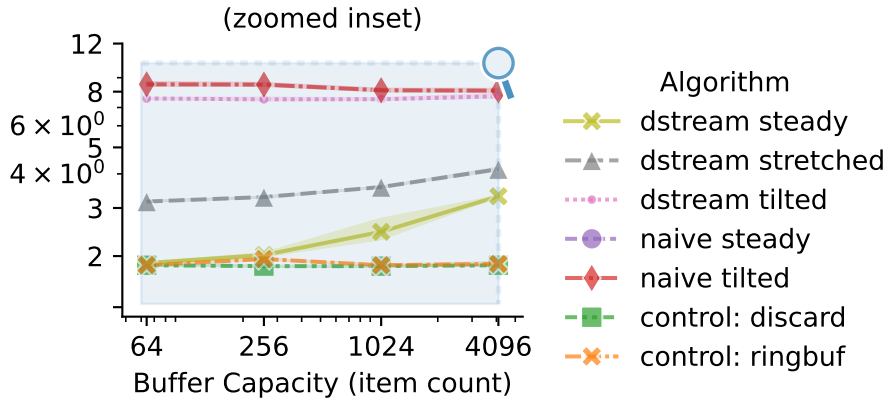 (zoomed inset)
12
8
6 × 10⁰
5
4 × 10⁰
3
2
64 256 1024 4096
Buffer Capacity (item count)
Algorithm
dstream steady
dstream stretched
dstream tilted
naive steady
naive tilted
control: discard
control: ringbuf